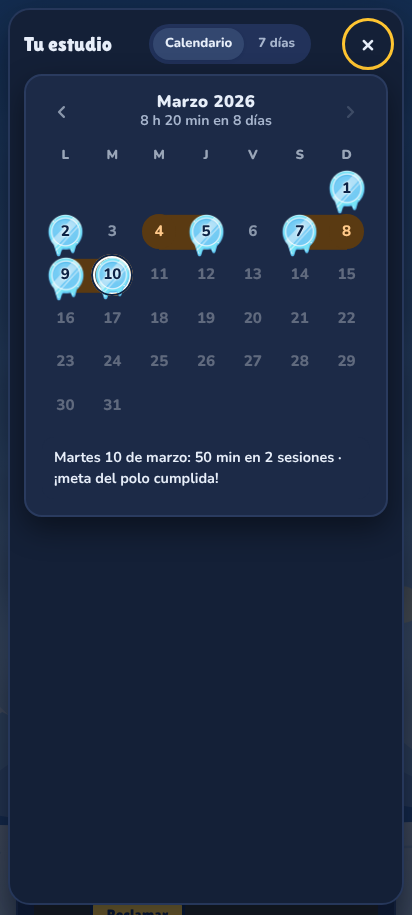 Tu estudio
Calendario
7 días
Marzo 2026
8 h 20 min en 8 días
L M M J V S D
1
2 3 4 5 6 7 8
9 10 11 12 13 14 15
16 17 18 19 20 21 22
23 24 25 26 27 28 29
30 31
Martes 10 de marzo: 50 min en 2 sesiones ·
¡meta del polo cumplida!
Reclamar